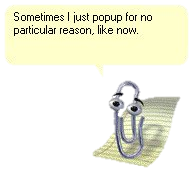 Sometimes I just popup for no
particular reason, like now.